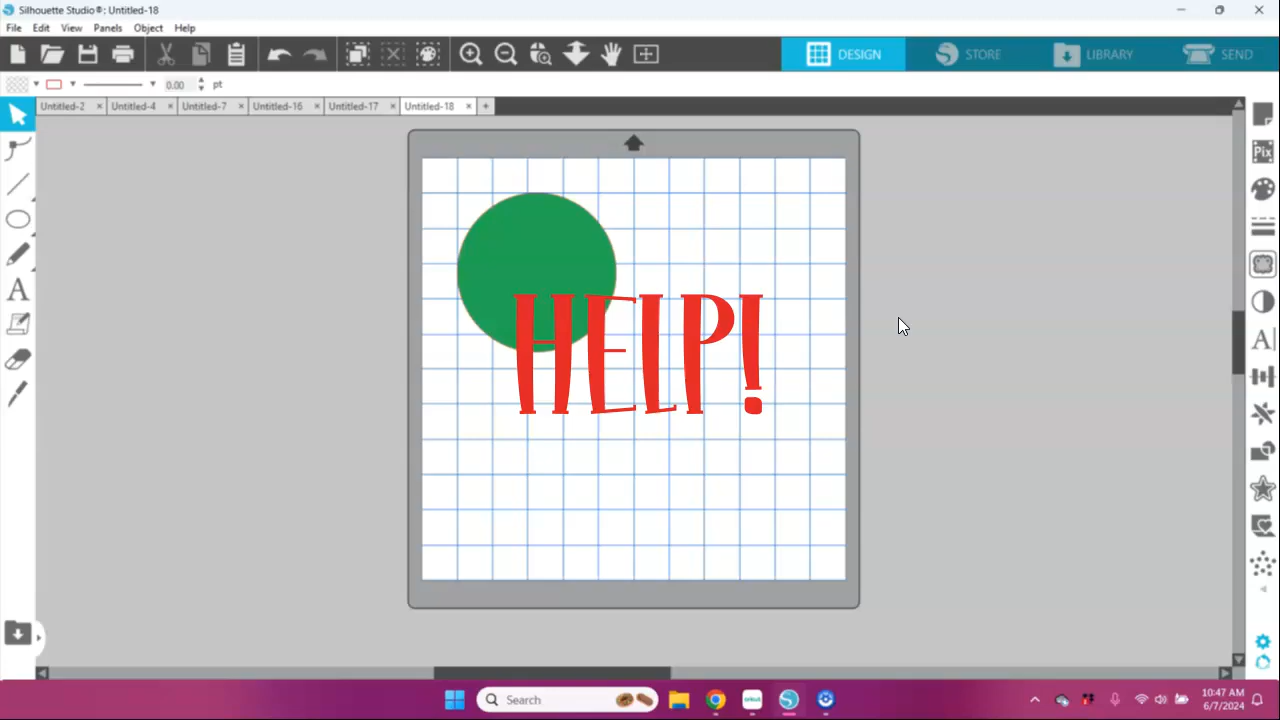 Silhouette Studio®: Untitled-18
File Edit View Panels Object Help
DESIGN STORE LIBRARY SEND
0.00 pt
Untitled-2 Untitled-4 Untitled-7 Untitled-16 Untitled-17 Untitled-18
Pix
HELP!
Search
10:47 AM
6/7/2024